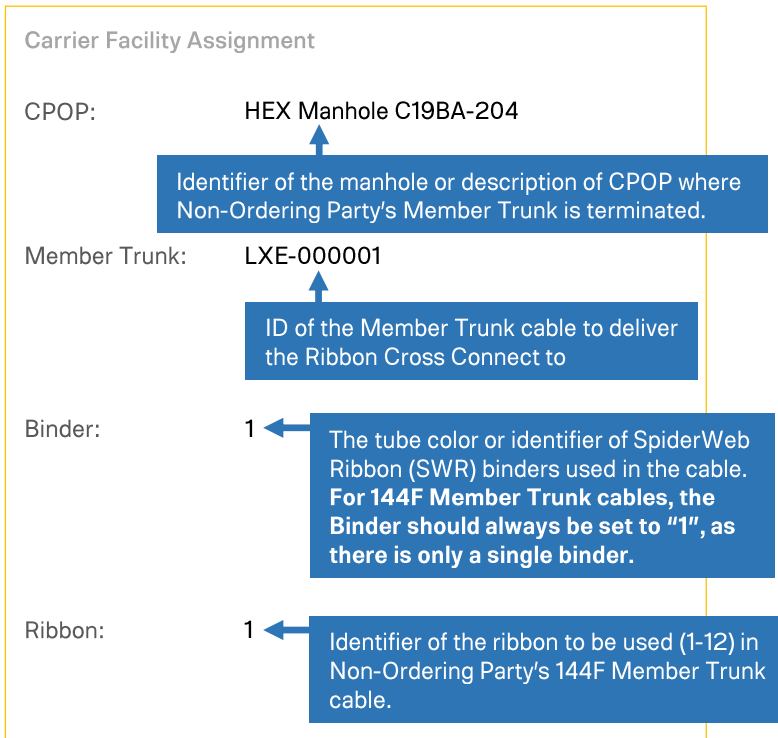 Carrier Facility Assignment
CPOP: HEX Manhole C19BA-204
Identifier of the manhole or description of CPOP where
Non-Ordering Party's Member Trunk is terminated.
Member Trunk: LXE-000001
ID of the Member Trunk cable to deliver
the Ribbon Cross Connect to
Binder: 1
The tube color or identifier of SpiderWeb
Ribbon (SWR) binders used in the cable.
For 144F Member Trunk cables, the
Binder should always be set to “1”, as
there is only a single binder.
Ribbon: 1
Identifier of the ribbon to be used (1-12) in
Non-Ordering Party's 144F Member Trunk
cable.